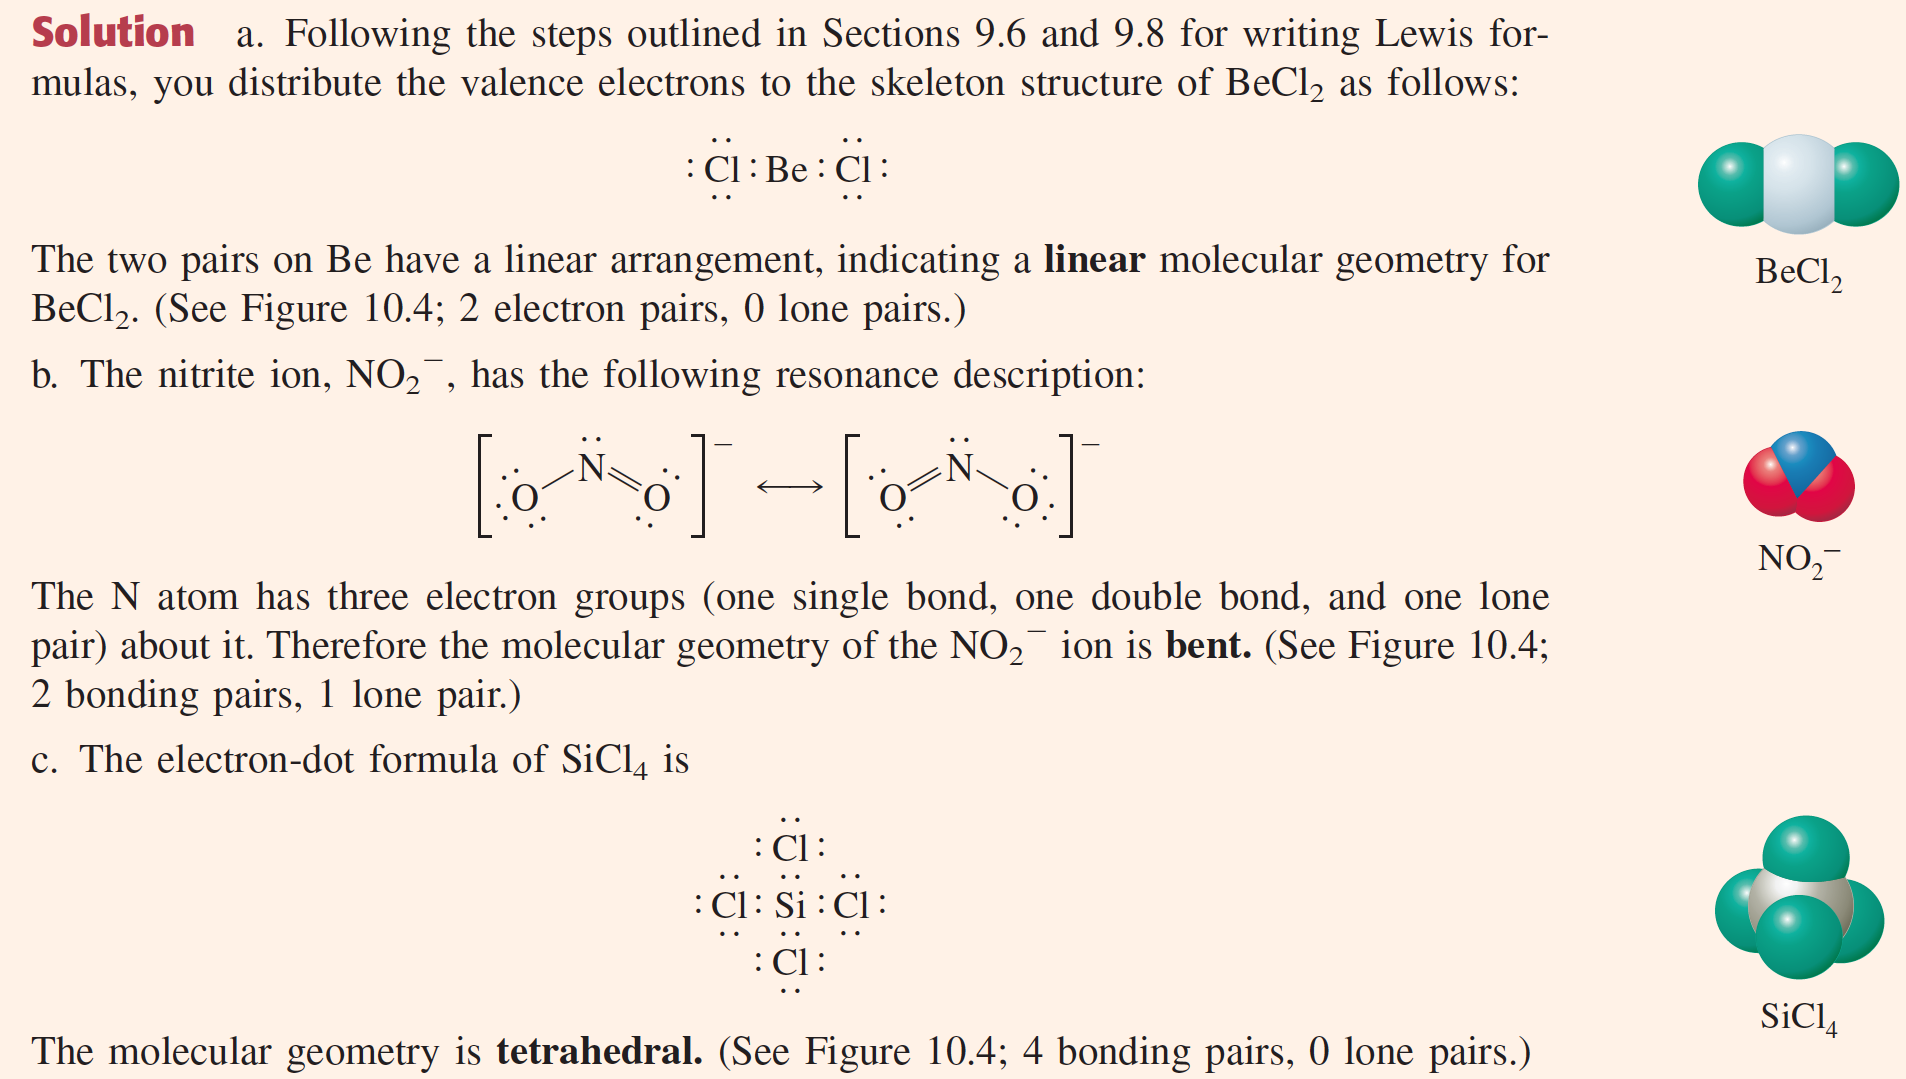 Solution a. Following the steps outlined in Sections 9.6 and 9.8 for writing Lewis for-
mulas, you distribute the valence electrons to the skeleton structure of BeCl₂ as follows:
:Cl:Be:Cl:
BeCl₂
The two pairs on Be have a linear arrangement, indicating a linear molecular geometry for
BeCl₂. (See Figure 10.4; 2 electron pairs, 0 lone pairs.)
b. The nitrite ion, NO₂⁻, has the following resonance description:
[O–N=O]⁻ ⟷ [O=N–O]⁻
NO₂⁻
The N atom has three electron groups (one single bond, one double bond, and one lone
pair) about it. Therefore the molecular geometry of the NO₂⁻ ion is bent. (See Figure 10.4;
2 bonding pairs, 1 lone pair.)
c. The electron-dot formula of SiCl₄ is
:Cl:
:Cl: Si :Cl:
:Cl:
SiCl₄
The molecular geometry is tetrahedral. (See Figure 10.4; 4 bonding pairs, 0 lone pairs.)